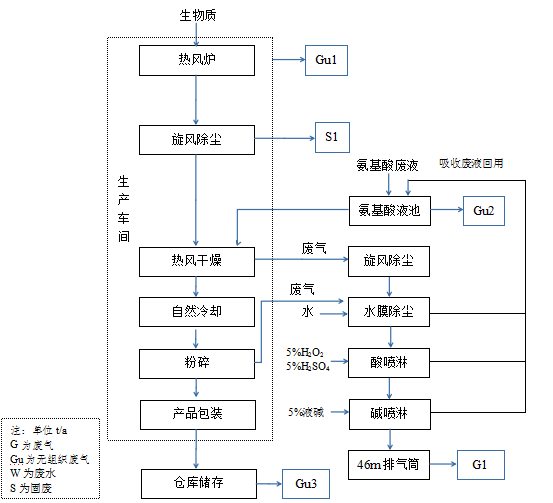 生物质
热风炉
Gu1
旋风除尘
S1
生产车间
氨基酸废液
吸收废液回用
氨基酸液池
Gu2
热风干燥
废气
旋风除尘
自然冷却
废气
水
水膜除尘
粉碎
5%H₂O₂
5%H₂SO₄
酸喷淋
产品包装
5%液碱
碱喷淋
仓库储存
Gu3
46m排气筒
G1
注：单位 t/a
G 为废气
Gu 为无组织废气
W 为废水
S 为固废